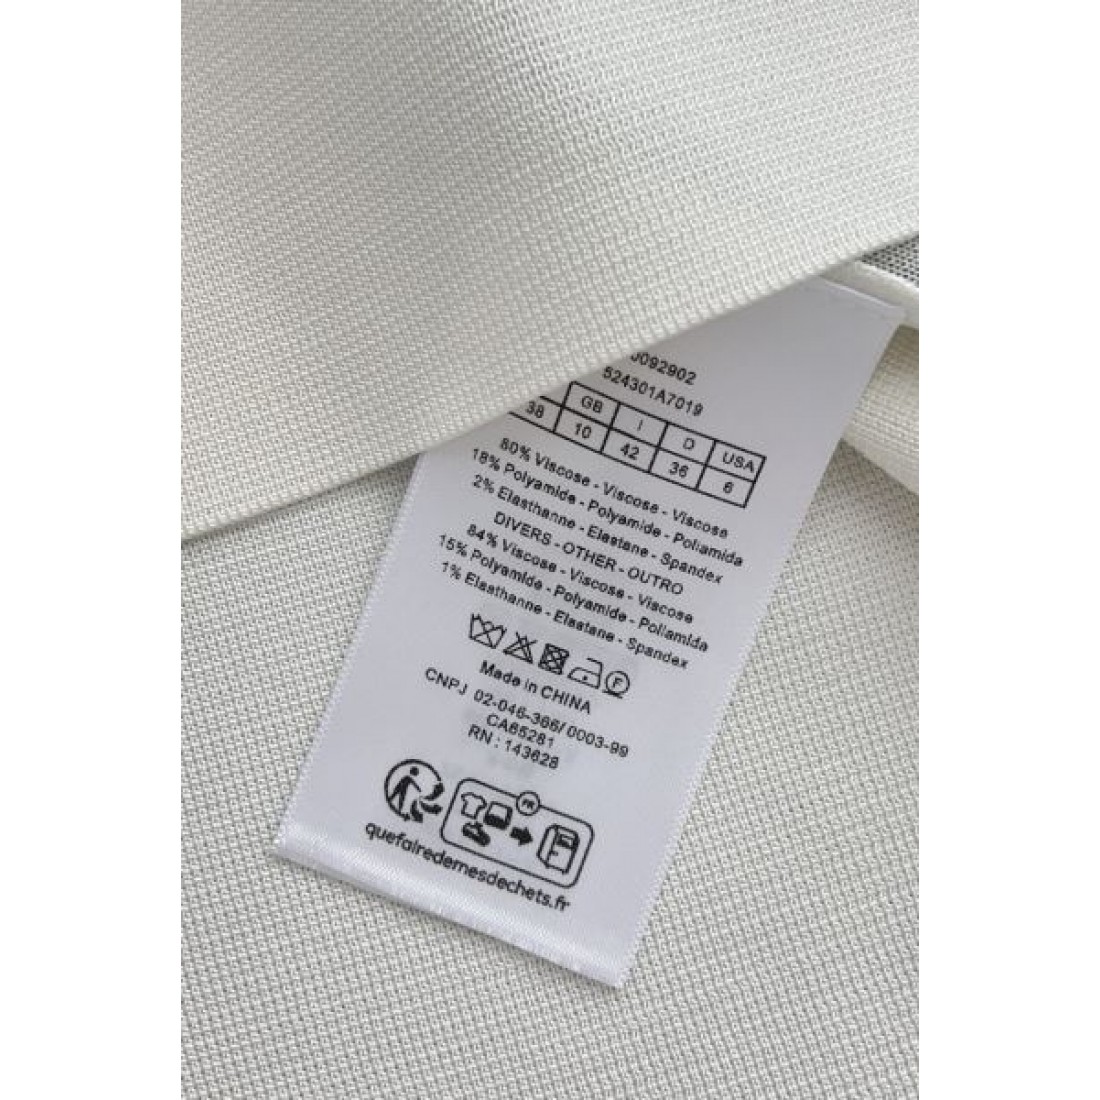 092902
524301A7019
GB I D USA
38 10 42 36 6
80% Viscose - Viscose - Viscose
18% Polyamide - Polyamide - Poliamida
2% Elasthanne - Elastane - Spandex
DIVERS - OTHER - OUTRO
84% Viscose - Viscose - Viscose
15% Polyamide - Polyamide - Poliamida
1% Elasthanne - Elastane - Spandex
F
Made in CHINA
CNPJ 02-046-366/0003-99
CA65281
RN : 143628
FR
quefairedemesdechets.fr